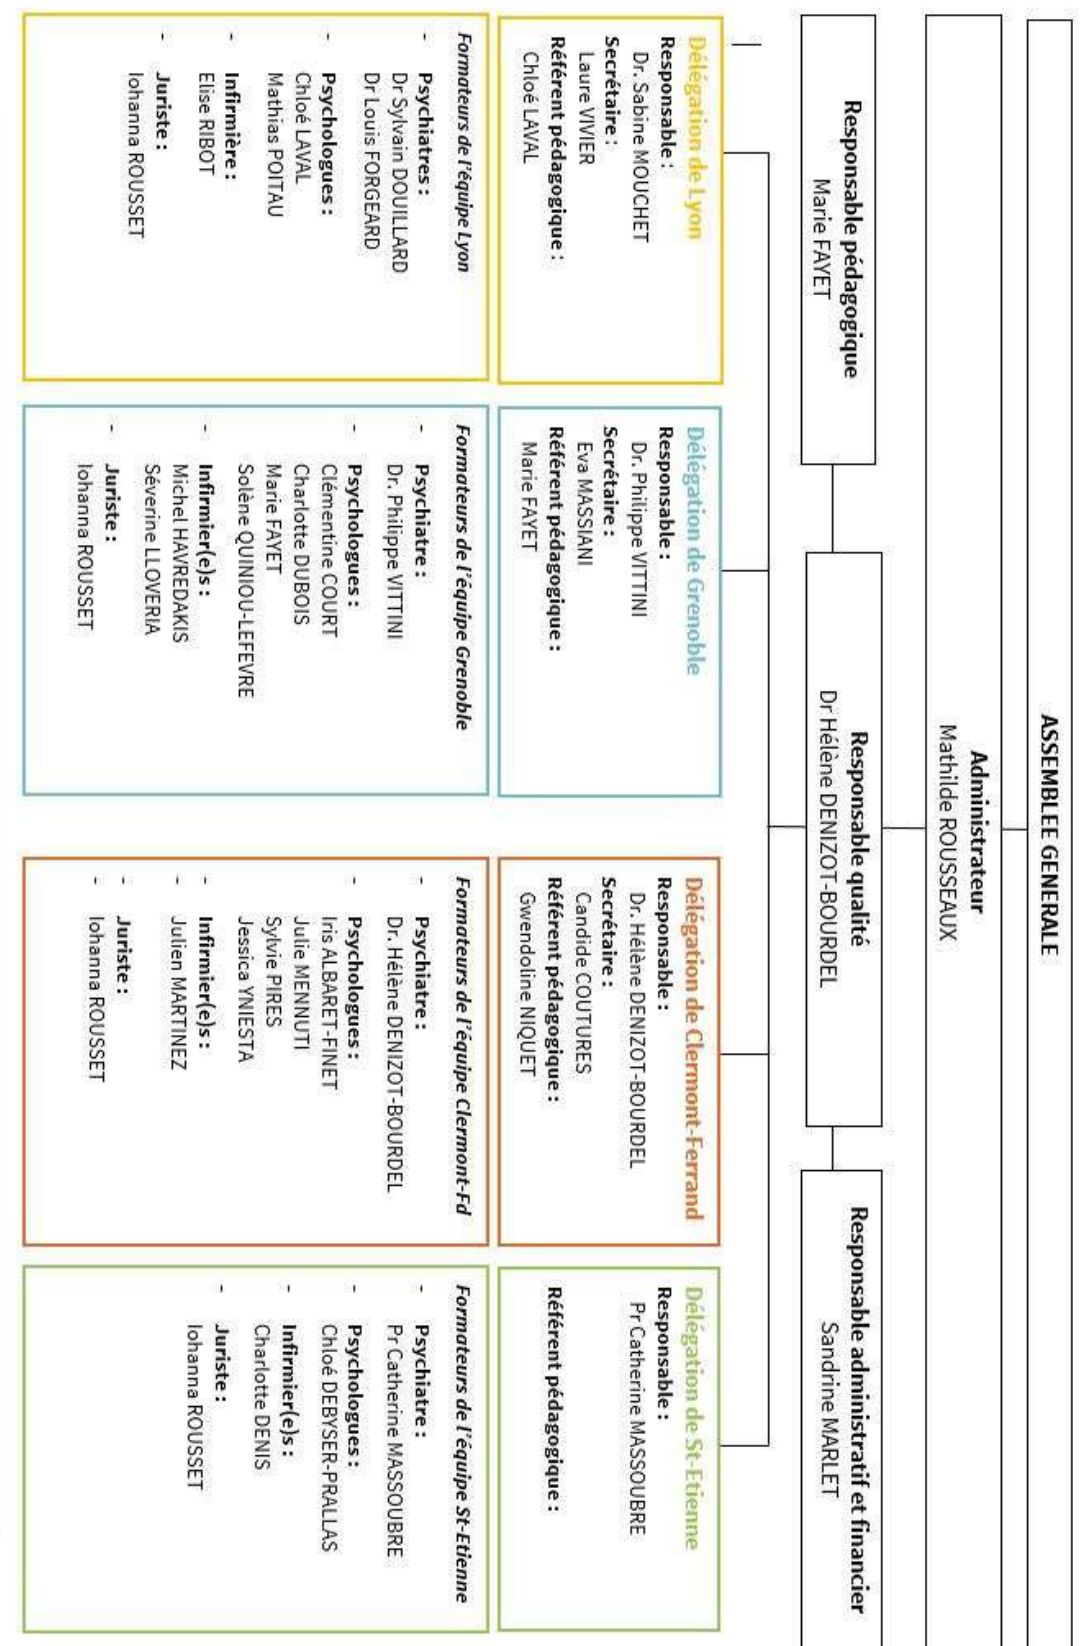 ASSEMBLEE GENERALE
Administrateur
Mathilde ROUSSEAUX
Responsable pédagogique
Marie FAYET
Responsable qualité
Dr Hélène DENIZOT-BOURDEL
Responsable administratif et financier
Sandrine MARLET
Délégation de Lyon
Responsable :
Dr. Sabine MOUCHET
Secrétaire :
Laure VIVIER
Référent pédagogique :
Chloé LAVAL
Délégation de Grenoble
Responsable :
Dr. Philippe VITTINI
Secrétaire :
Eva MASSIANI
Référent pédagogique :
Marie FAYET
Délégation de Clermont-Ferrand
Responsable :
Dr. Hélène DENIZOT-BOURDEL
Secrétaire :
Candide COUTURES
Référent pédagogique :
Gwendoline NIQUET
Délégation de St-Etienne
Responsable :
Pr Catherine MASSOUBRE
Référent pédagogique :
Formateurs de l'équipe Lyon
- Psychiatres :
Dr Sylvain DOUILLARD
Dr Louis FORGEARD
- Psychologues :
Chloé LAVAL
Mathias POITAU
- Infirmière :
Elise RIBOT
- Juriste :
Iohanna ROUSSET
Formateurs de l'équipe Grenoble
- Psychiatre :
Dr. Philippe VITTINI
- Psychologues :
Clémentine COURT
Charlotte DUBOIS
Marie FAYET
Solène QUINIOU-LEFEVRE
- Infirmier(e)s :
Michel HAVREDAKIS
Séverine LLOVERIA
- Juriste :
Iohanna ROUSSET
Formateurs de l'équipe Clermont-Fd
- Psychiatre :
Dr. Hélène DENIZOT-BOURDEL
- Psychologues :
Iris ALBARET-FINET
Julie MENNUTI
Sylvie PIRES
Jessica YNIESTA
- Infirmier(e)s :
- Julien MARTINEZ
- Juriste :
- Iohanna ROUSSET
Formateurs de l'équipe St-Etienne
- Psychiatre :
Pr Catherine MASSOUBRE
- Psychologues :
Chloé DEBYSER-PRALLAS
- Infirmier(e)s :
Charlotte DENIS
- Juriste :
Iohanna ROUSSET